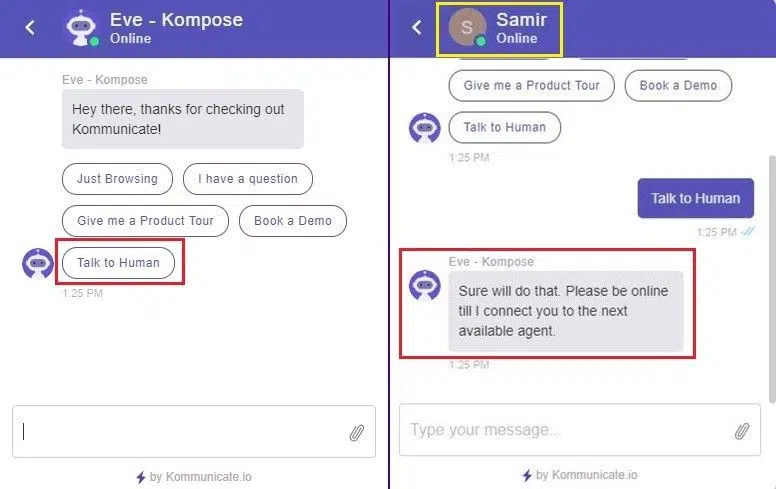 Eve - Kompose
Online
Eve - Kompose
Hey there, thanks for checking out
Kommunicate!
Just Browsing
I have a question
Give me a Product Tour
Book a Demo
Talk to Human
1:25 PM
by Kommunicate.io
S
Samir
Online
Give me a Product Tour
Book a Demo
Talk to Human
1:25 PM
Talk to Human
1:25 PM
Eve - Kompose
Sure will do that. Please be online
till I connect you to the next
available agent.
1:25 PM
Type your message...
by Kommunicate.io